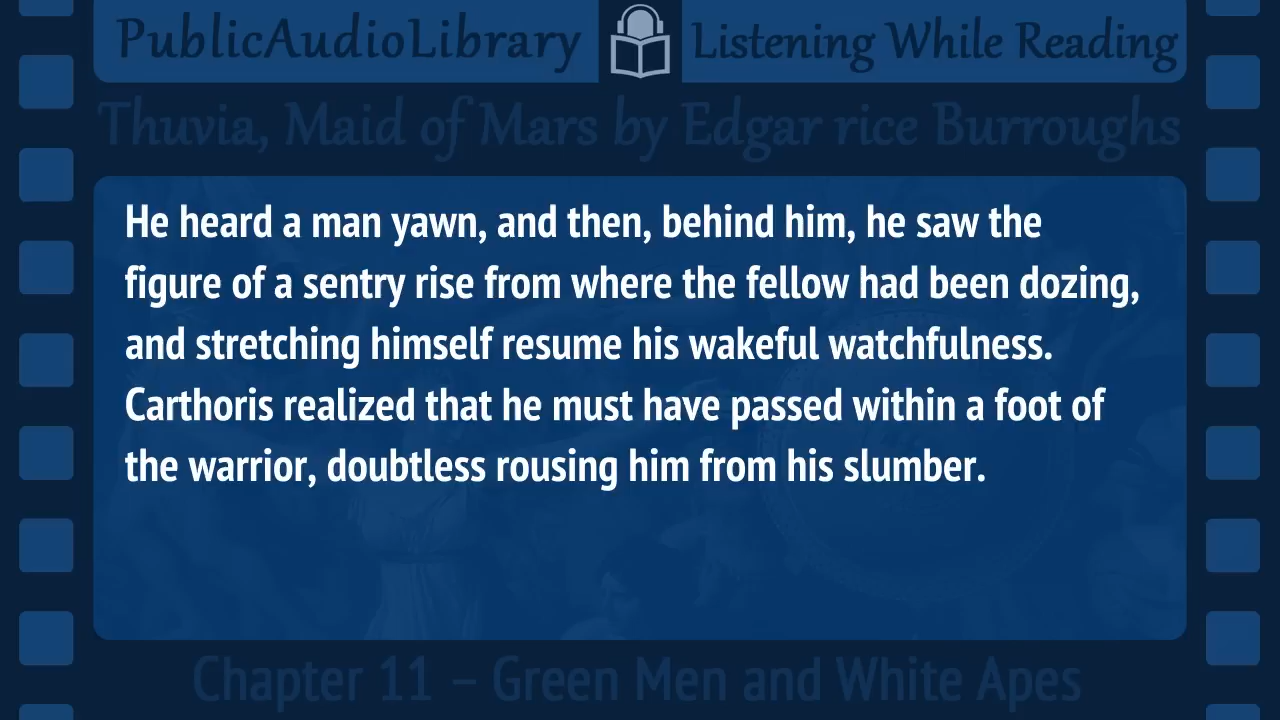 PublicAudioLibrary Listening While Reading
Thuvia, Maid of Mars by Edgar rice Burroughs
He heard a man yawn, and then, behind him, he saw the
figure of a sentry rise from where the fellow had been dozing,
and stretching himself resume his wakeful watchfulness.
Carthoris realized that he must have passed within a foot of
the warrior, doubtless rousing him from his slumber.
Chapter 11 – Green Men and White Apes